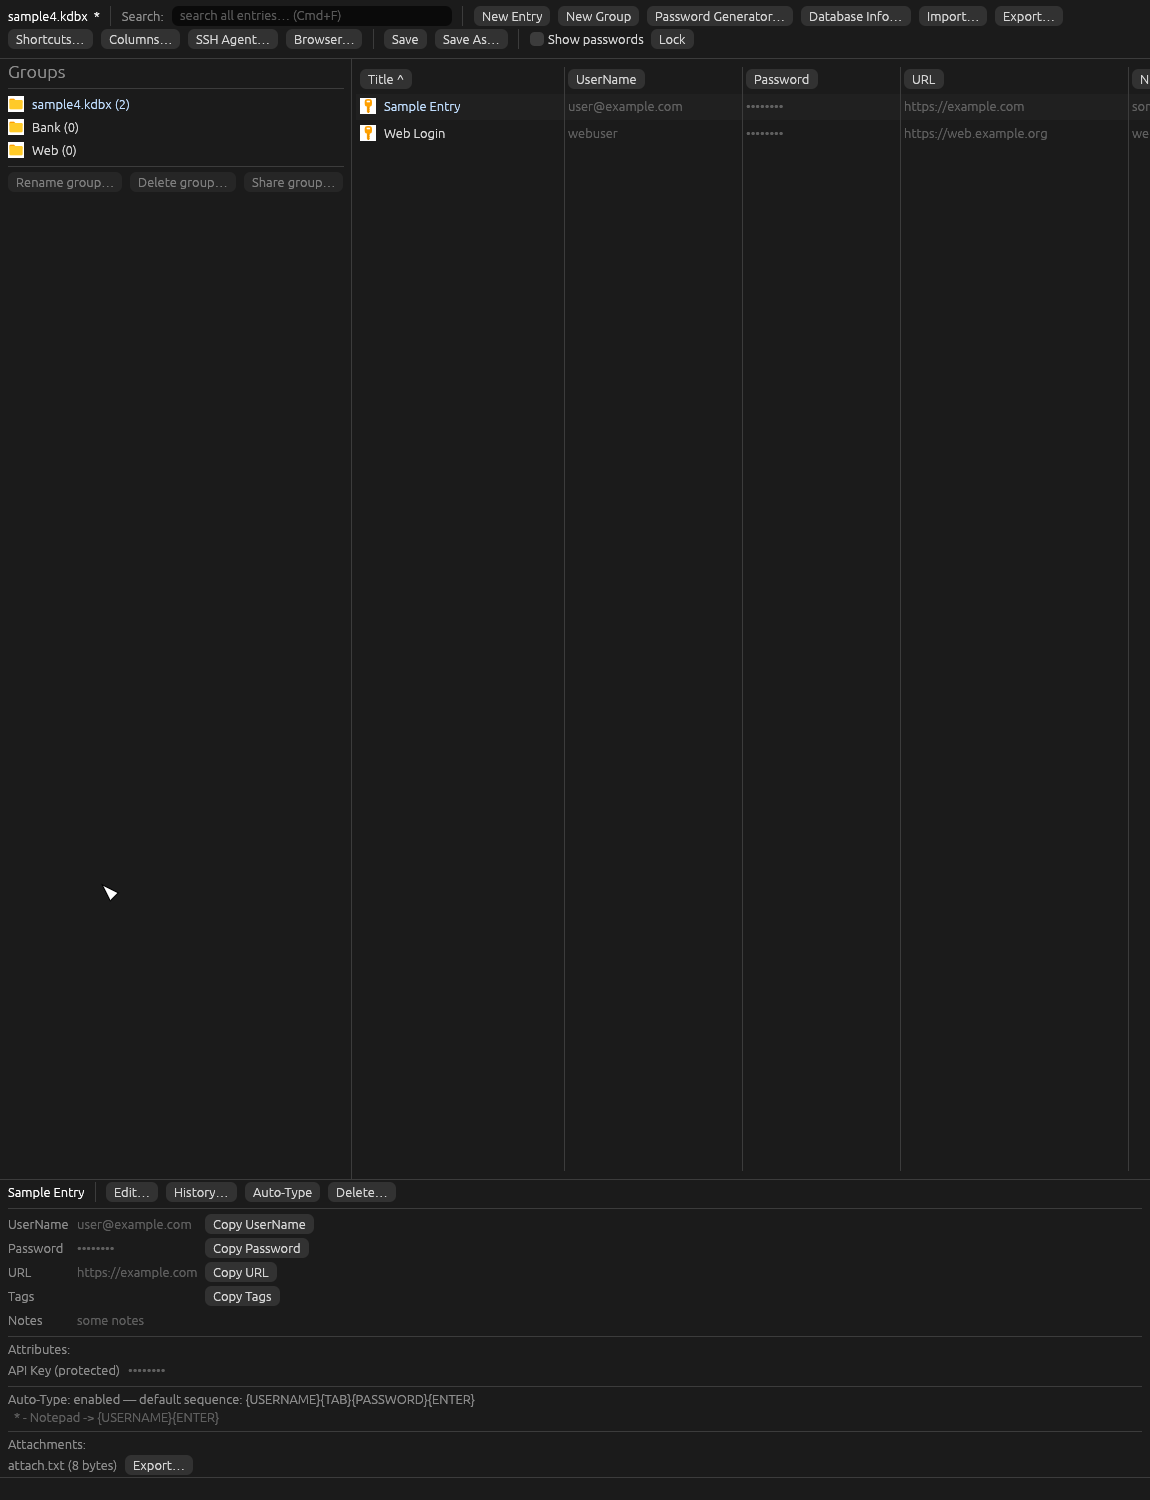 sample4.kdbx * Search: search all entries... (Cmd+F) New Entry New Group Password Generator... Database Info... Import... Export...
Shortcuts... Columns... SSH Agent... Browser... Save Save As... Show passwords Lock
Groups
sample4.kdbx (2)
Bank (0)
Web (0)
Rename group... Delete group... Share group...
Title ^ UserName Password URL N
Sample Entry user@example.com •••••••• https://example.com sor
Web Login webuser •••••••• https://web.example.org we
Sample Entry Edit... History... Auto-Type Delete...
UserName user@example.com Copy UserName
Password •••••••• Copy Password
URL https://example.com Copy URL
Tags Copy Tags
Notes some notes
Attributes:
API Key (protected) ••••••••
Auto-Type: enabled — default sequence: {USERNAME}{TAB}{PASSWORD}{ENTER}
* - Notepad -> {USERNAME}{ENTER}
Attachments:
attach.txt (8 bytes) Export...